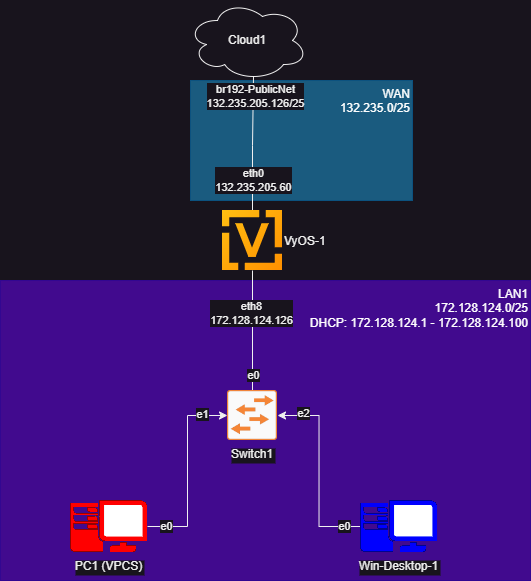 Cloud1
br192-PublicNet
132.235.205.126/25
WAN
132.235.0/25
eth0
132.235.205.60
VyOS-1
LAN1
172.128.124.0/25
DHCP: 172.128.124.1 - 172.128.124.100
eth8
172.128.124.126
e0
e1
e2
Switch1
e0
e0
PC1 (VPCS)
Win-Desktop-1